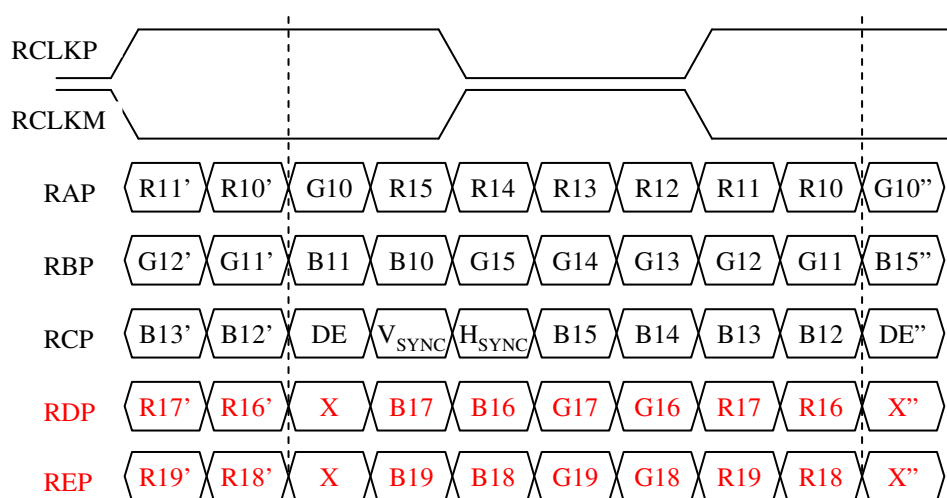 RCLKP
RCLKM
RAP R11’ R10’ G10 R15 R14 R13 R12 R11 R10 G10”
RBP G12’ G11’ B11 B10 G15 G14 G13 G12 G11 B15”
RCP B13’ B12’ DE VSYNC HSYNC B15 B14 B13 B12 DE”
RDP R17’ R16’ X B17 B16 G17 G16 R17 R16 X”
REP R19’ R18’ X B19 B18 G19 G18 R19 R18 X”